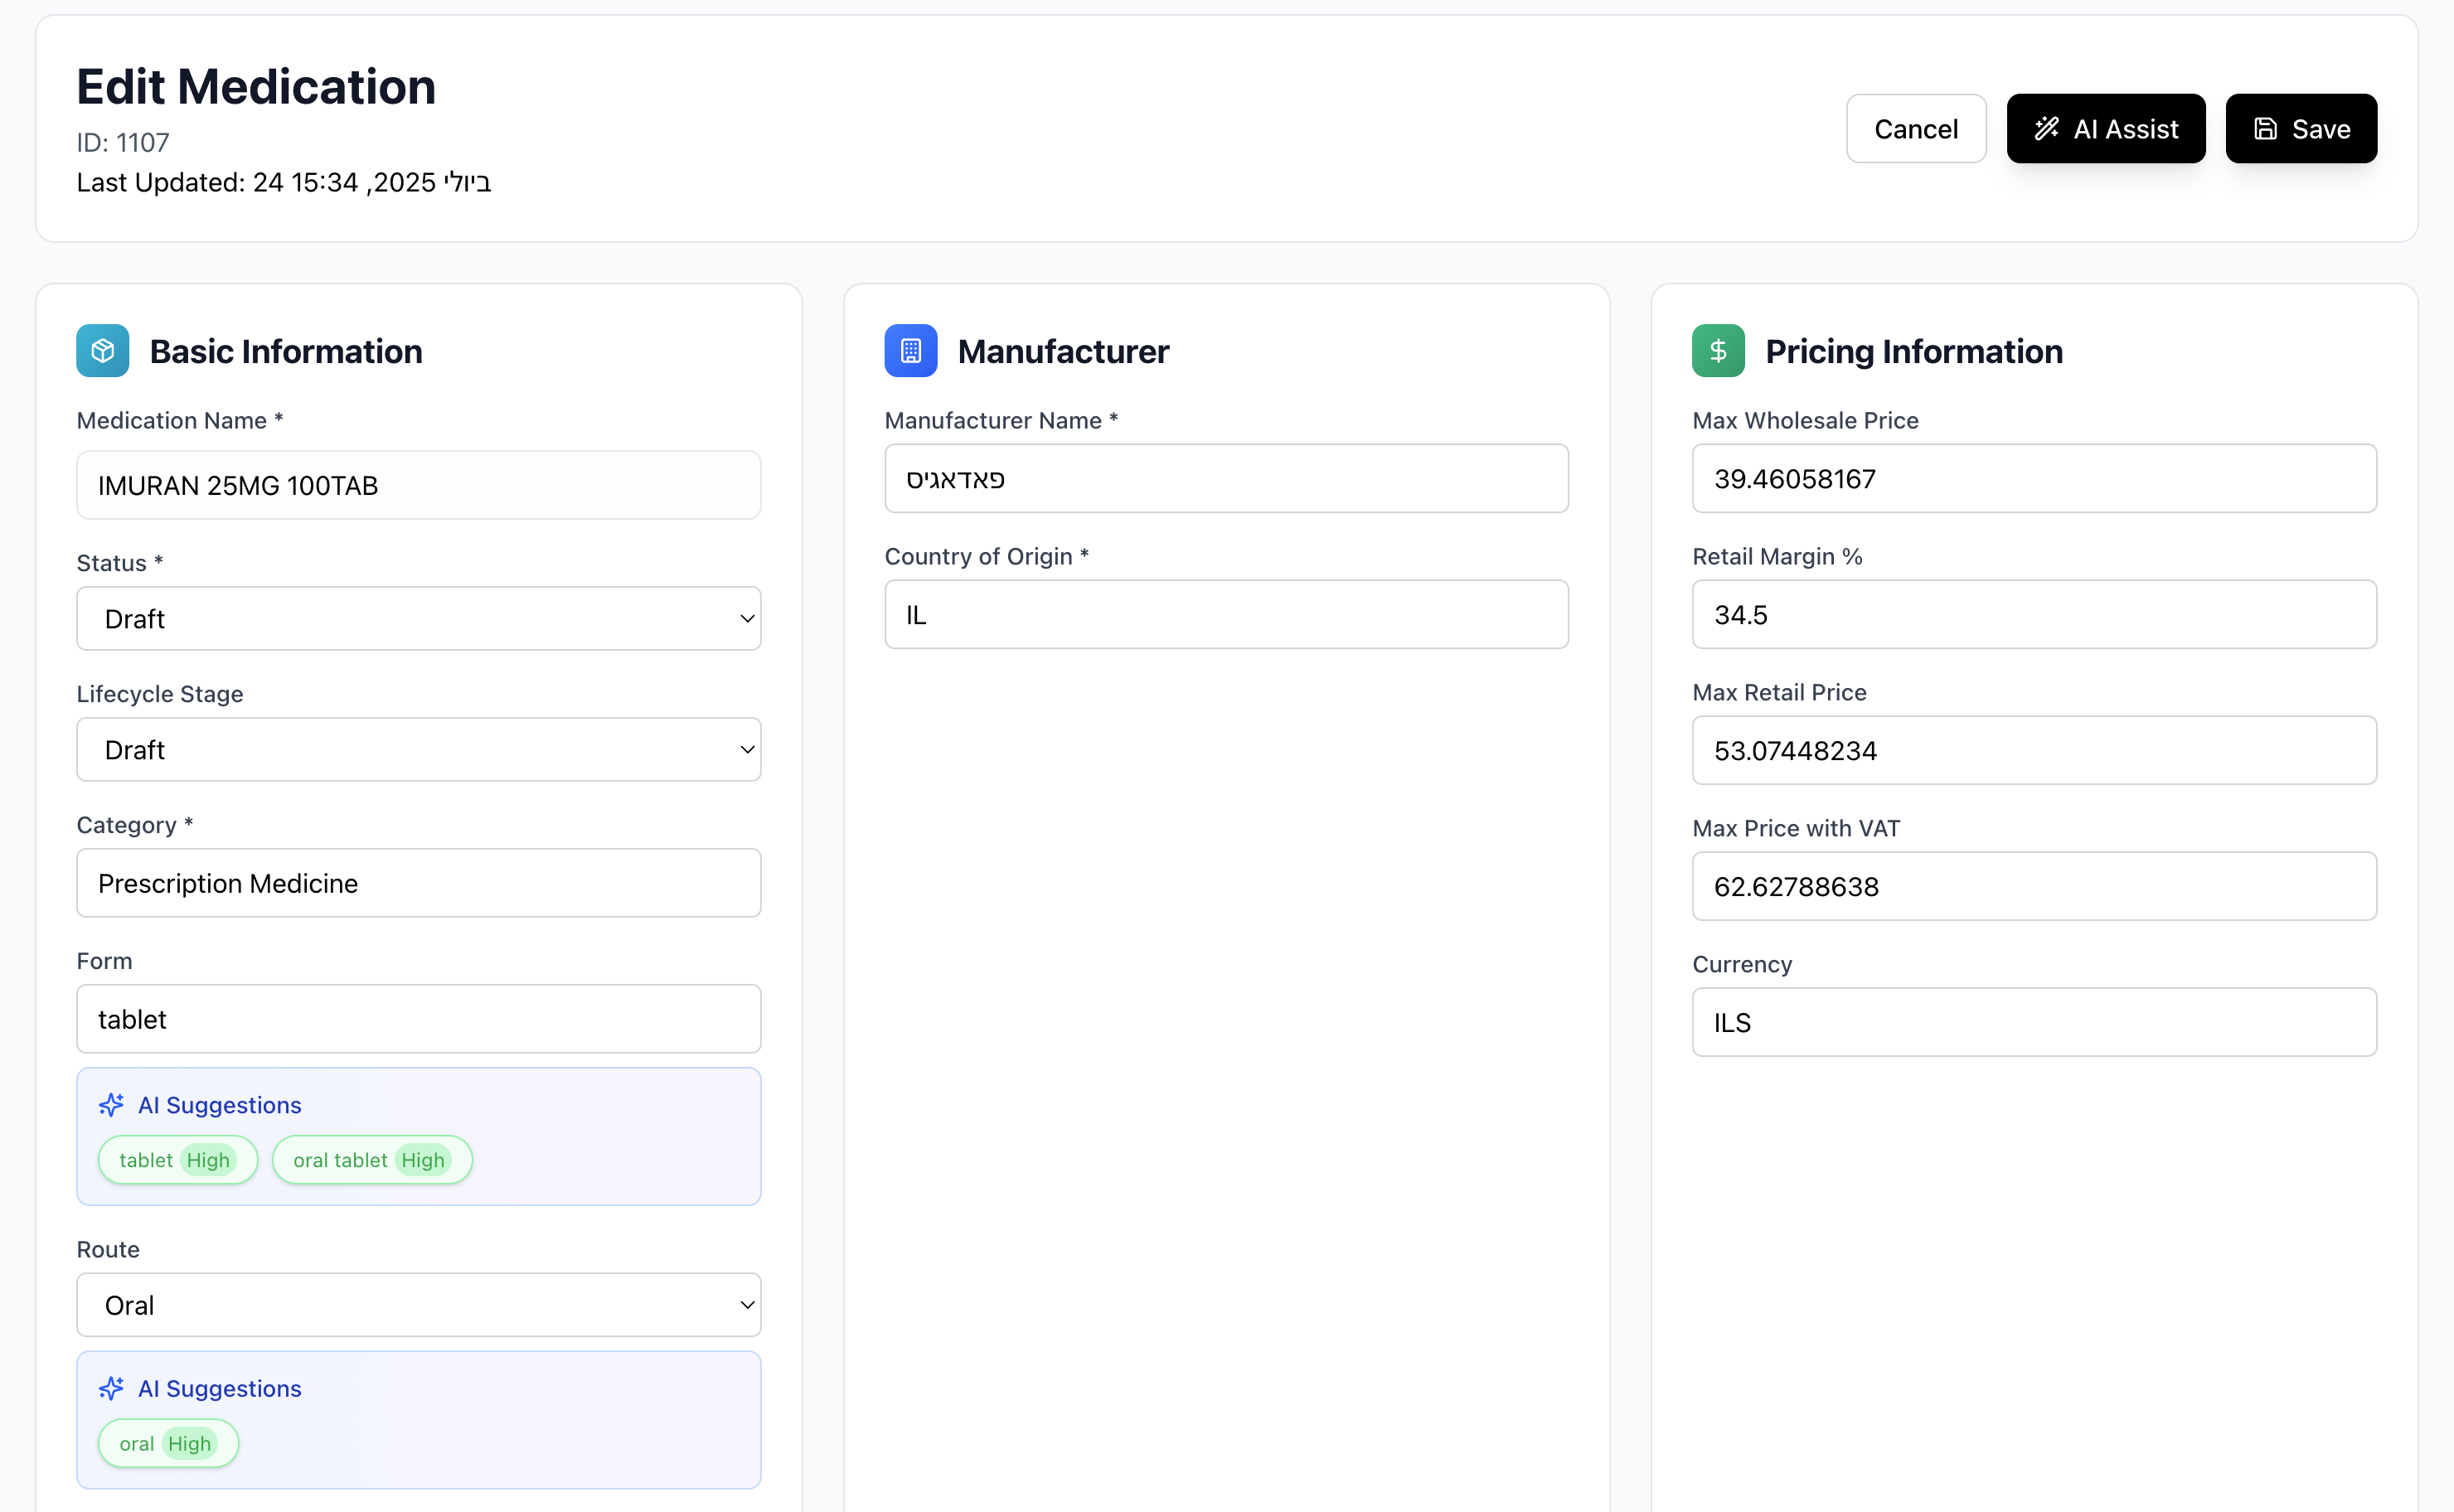 Edit Medication
ID: 1107
Last Updated: 24 ביולי 2025, 15:34
Cancel
AI Assist
Save
Basic Information
Medication Name *
IMURAN 25MG 100TAB
Status *
Draft
Lifecycle Stage
Draft
Category *
Prescription Medicine
Form
tablet
AI Suggestions
tablet High
oral tablet High
Route
Oral
AI Suggestions
oral High
Manufacturer
Manufacturer Name *
פאדאגיס
Country of Origin *
IL
Pricing Information
Max Wholesale Price
39.46058167
Retail Margin %
34.5
Max Retail Price
53.07448234
Max Price with VAT
62.62788638
Currency
ILS